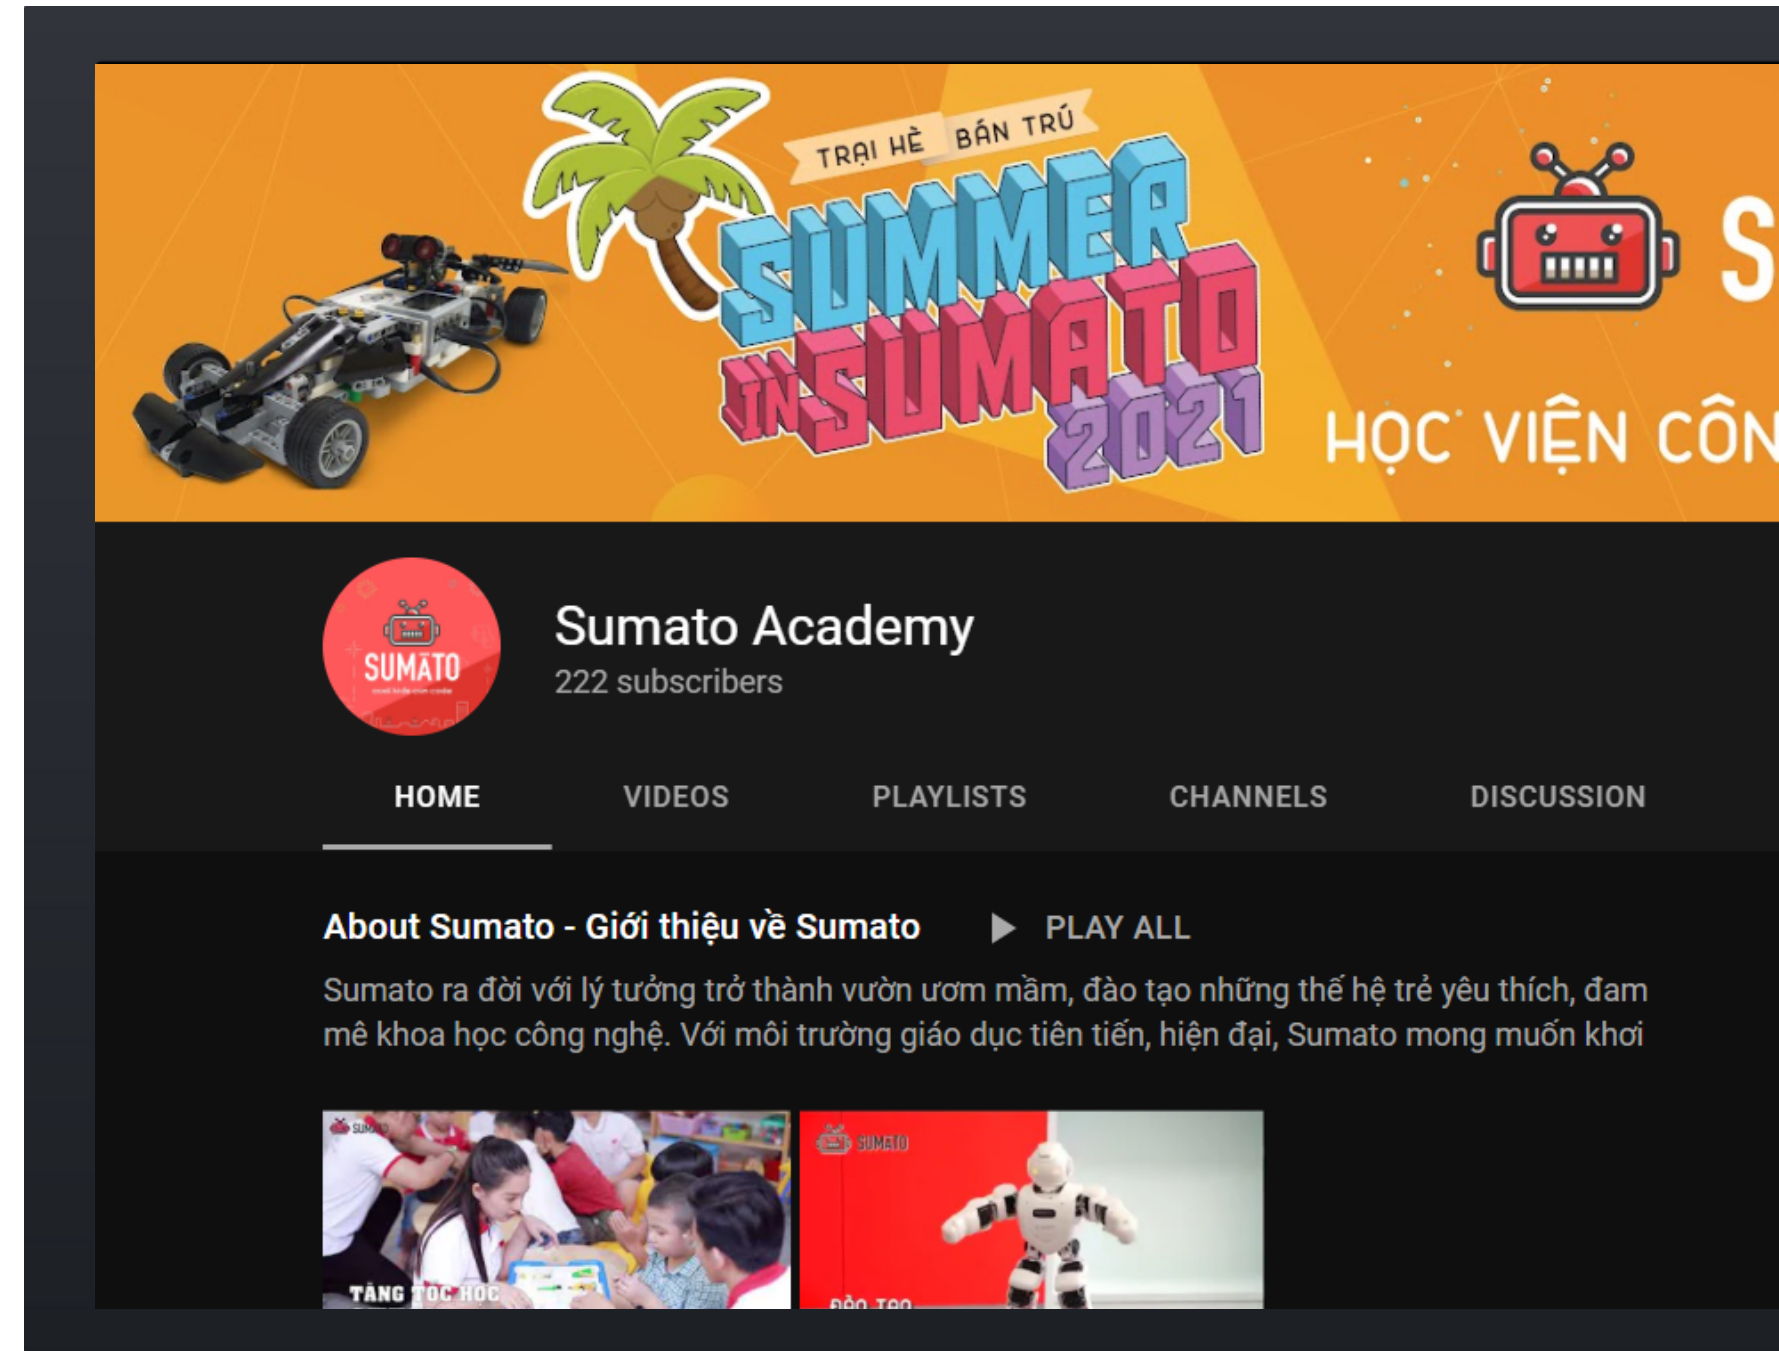 TRẠI HÈ BÁN TRÚ
SUMMER
IN SUMATO
2021
S
HỌC VIỆN CÔN
SUMATO
Sumato Academy
222 subscribers
HOME VIDEOS PLAYLISTS CHANNELS DISCUSSION
About Sumato - Giới thiệu về Sumato PLAY ALL
Sumato ra đời với lý tưởng trở thành vườn ươm mầm, đào tạo những thế hệ trẻ yêu thích, đam
mê khoa học công nghệ. Với môi trường giáo dục tiên tiến, hiện đại, Sumato mong muốn khơi
SUMATO
SUMATO
TĂNG TỐC HỌC
ĐÀO TẠO